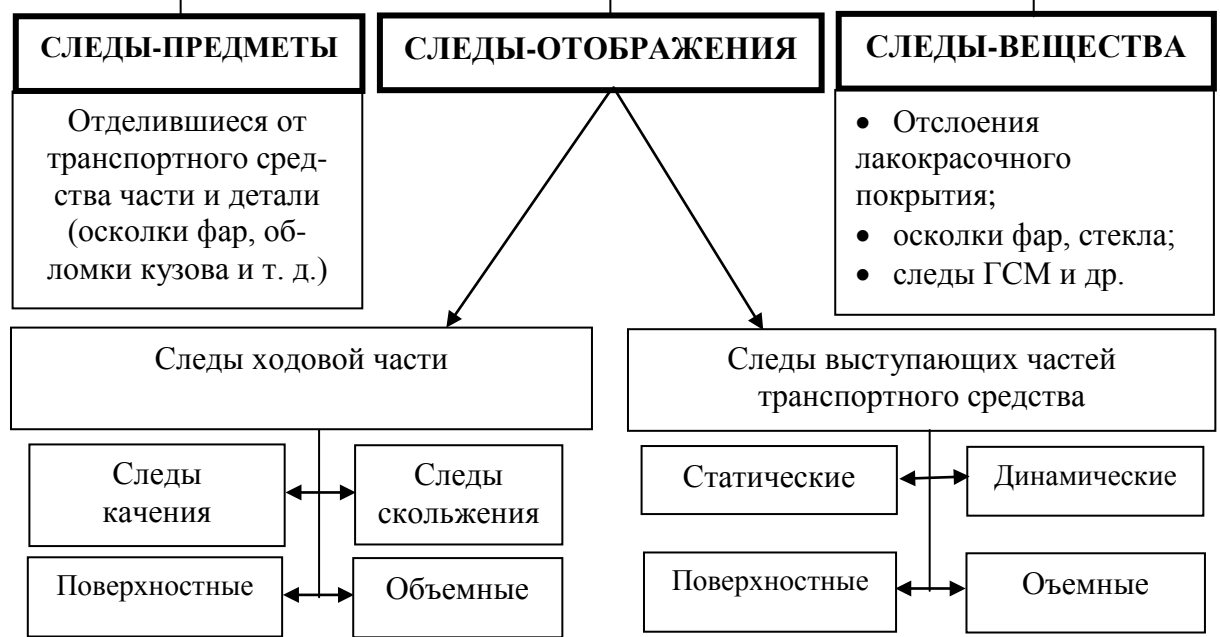 СЛЕДЫ-ПРЕДМЕТЫ
СЛЕДЫ-ОТОБРАЖЕНИЯ
СЛЕДЫ-ВЕЩЕСТВА
Отделившиеся от
транспортного сред-
ства части и детали
(осколки фар, об-
ломки кузова и т. д.)
• Отслоения
лакокрасочного
покрытия;
• осколки фар, стекла;
• следы ГСМ и др.
Следы ходовой части
Следы выступающих частей
транспортного средства
Следы
качения
Следы
скольжения
Статические
Динамические
Поверхностные
Объемные
Поверхностные
Оъемные